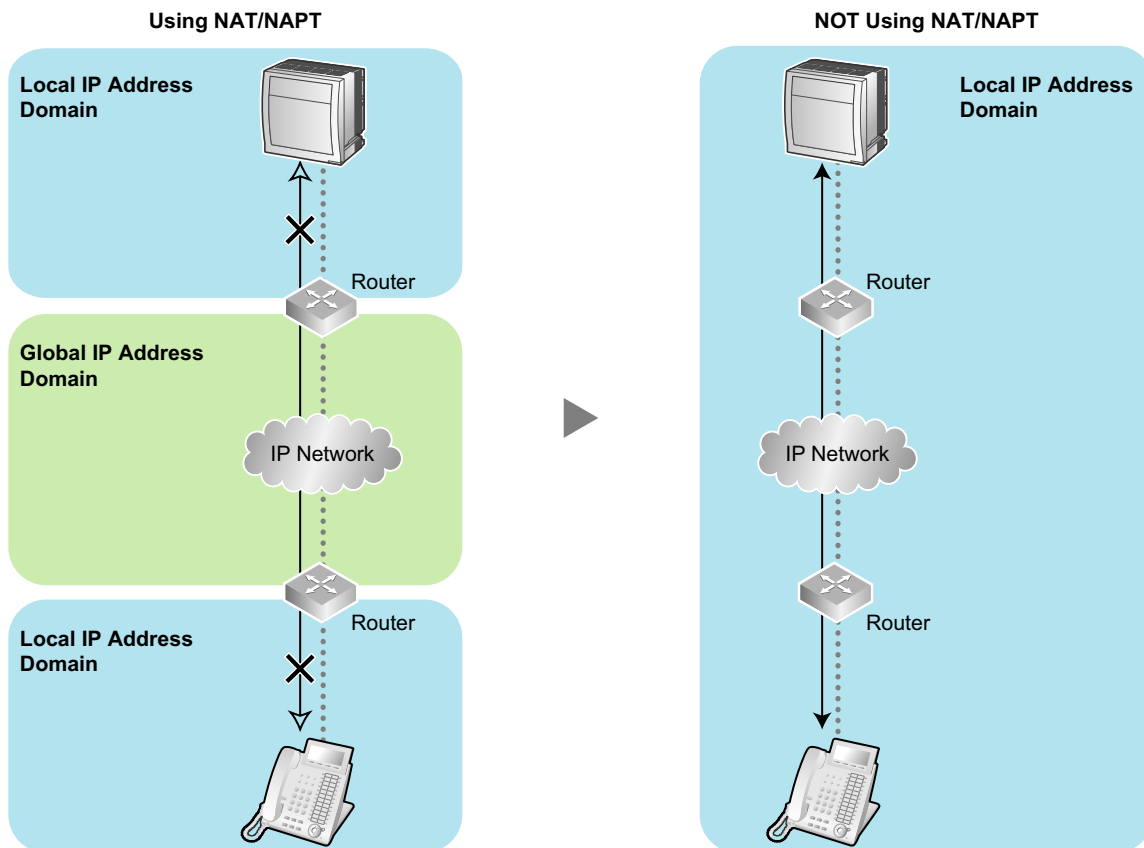 Using NAT/NAPT
Local IP Address
Domain
Router
Global IP Address
Domain
IP Network
Router
Local IP Address
Domain
NOT Using NAT/NAPT
Local IP Address
Domain
Router
IP Network
Router